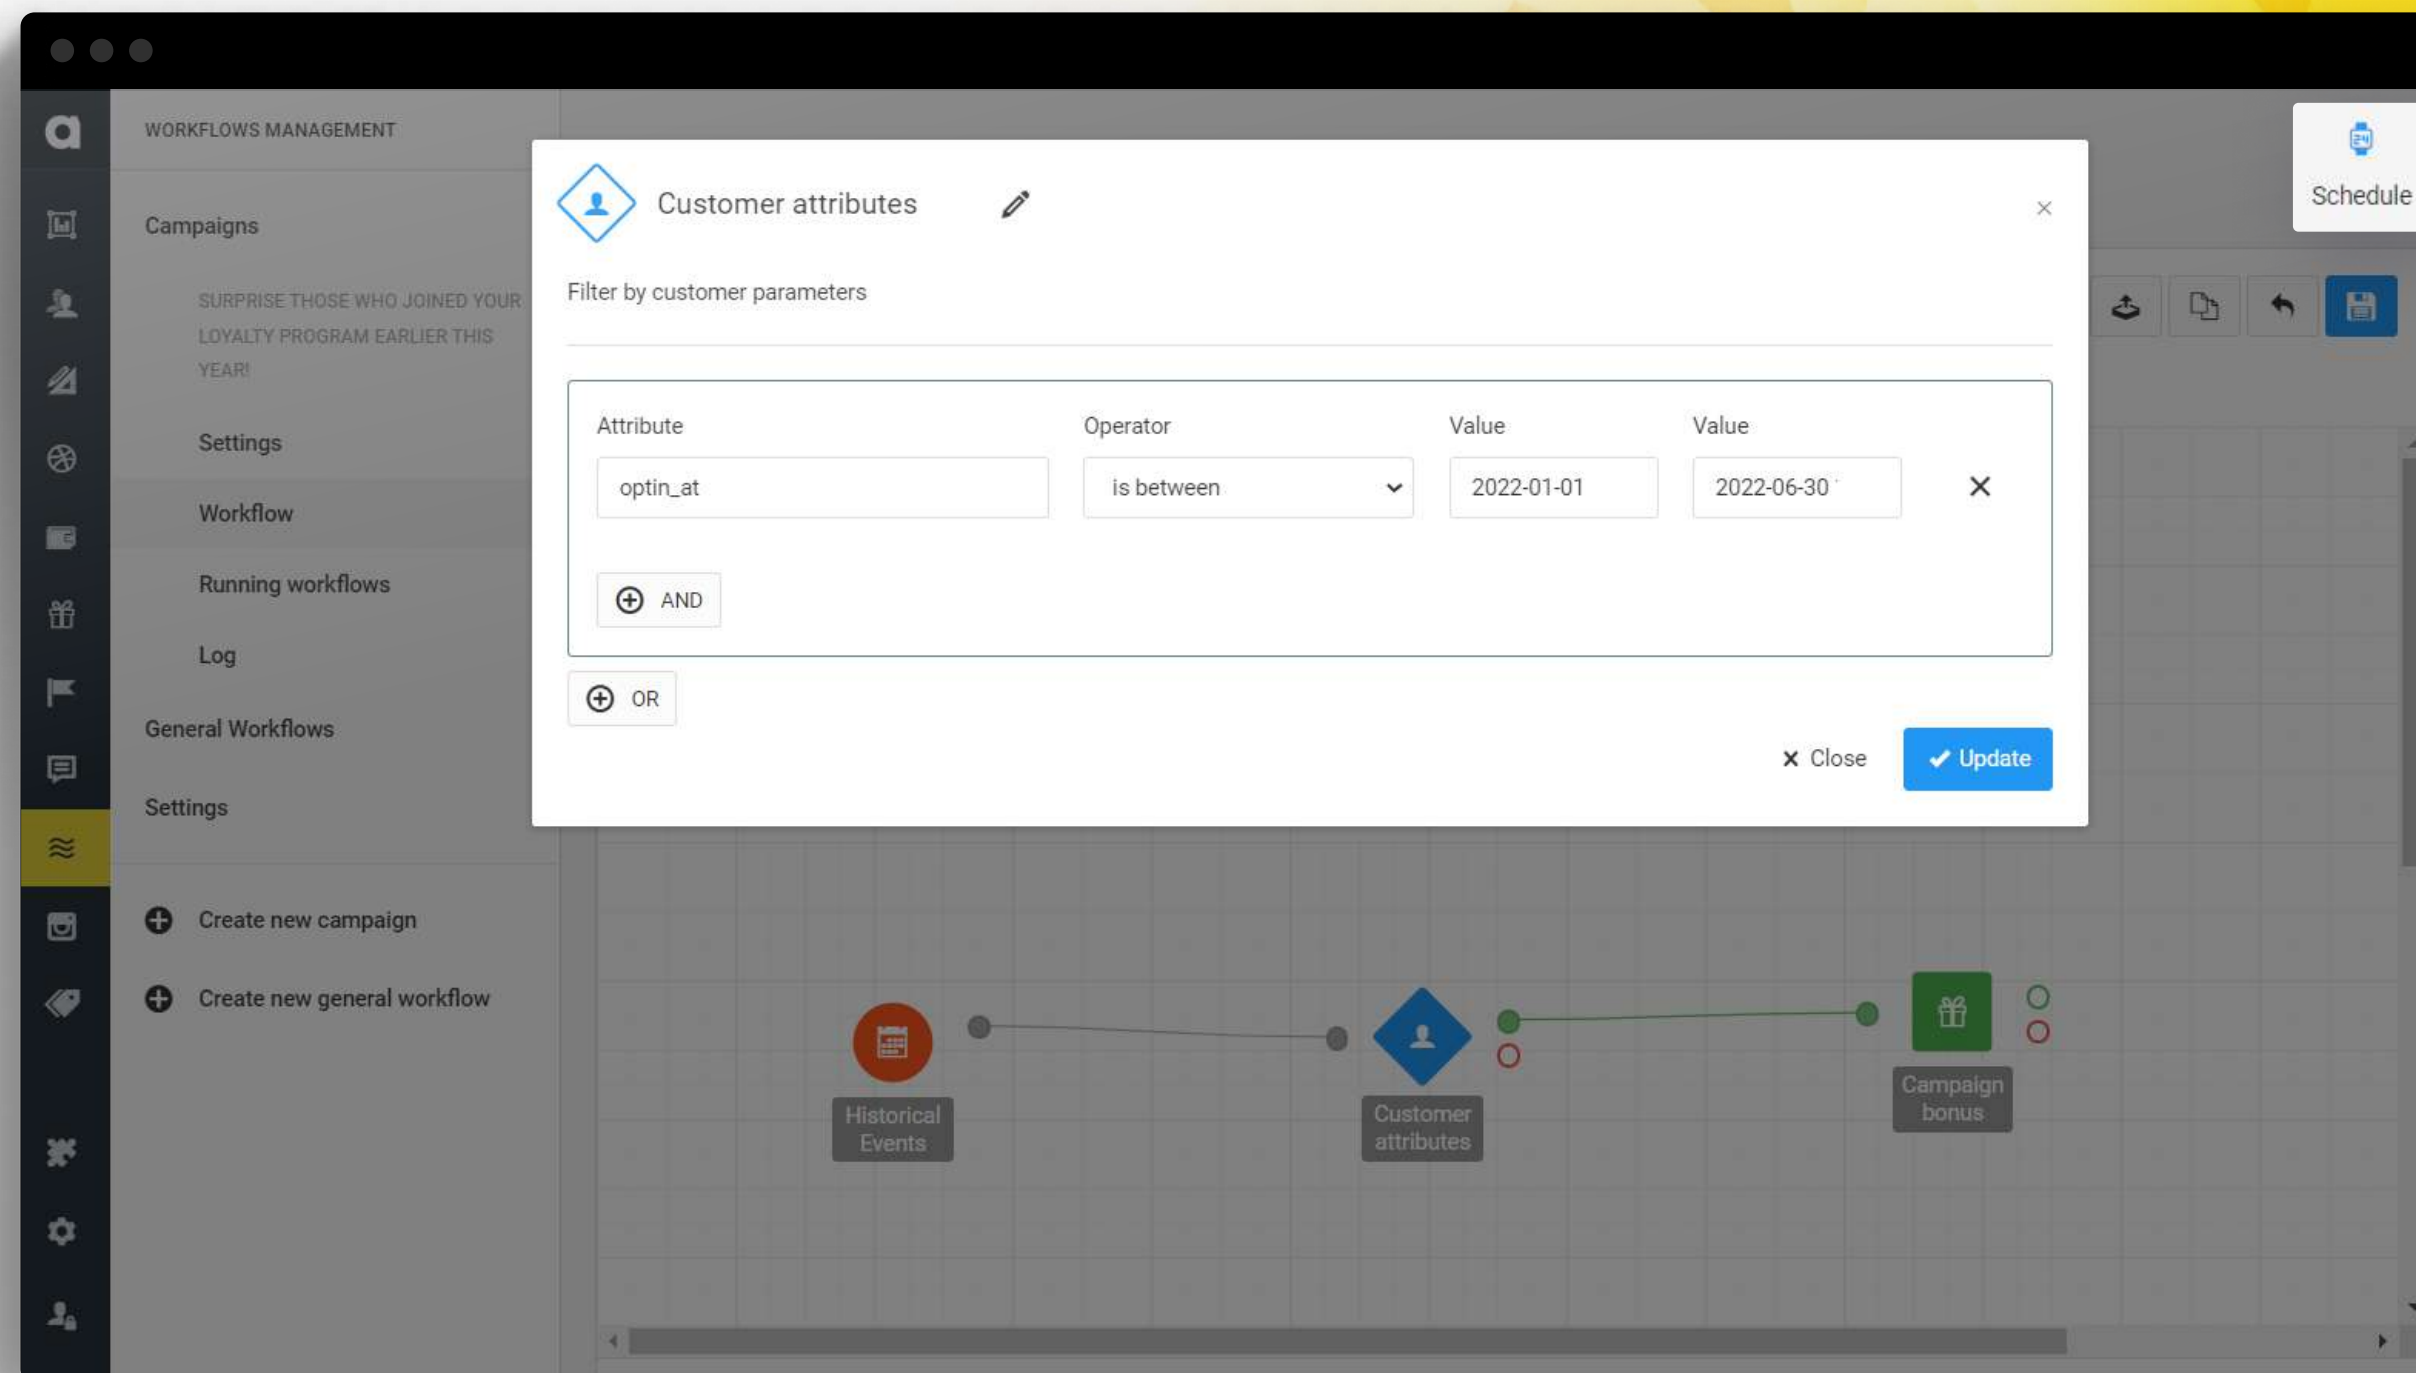 WORKFLOWS MANAGEMENT
Campaigns
SURPRISE THOSE WHO JOINED YOUR
LOYALTY PROGRAM EARLIER THIS
YEAR!
Settings
Workflow
Running workflows
Log
General Workflows
Settings
Create new campaign
Create new general workflow
Schedule
Customer attributes
Filter by customer parameters
Attribute Operator Value Value
optin_at is between 2022-01-01 2022-06-30
AND
OR
Close Update
Historical
Events
Customer
attributes
Campaign
bonus